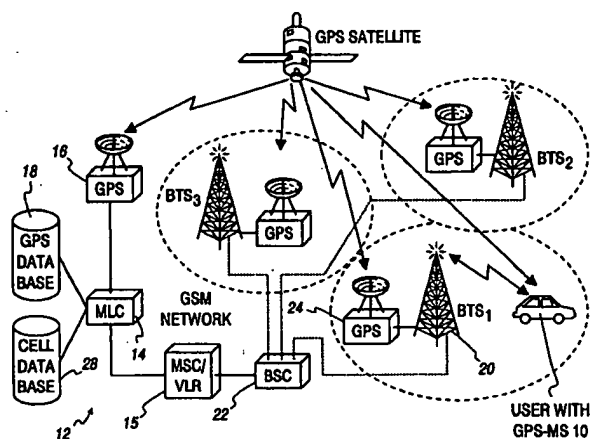 GPS SATELLITE
16
GPS
18
GPS
DATA
BASE
BTS3
GPS
GPS
BTS2
MLC
14
GSM
NETWORK
24
GPS
BTS1
20
CELL
DATA
BASE
28
12
MSC/
VLR
15
BSC
22
USER WITH
GPS-MS 10